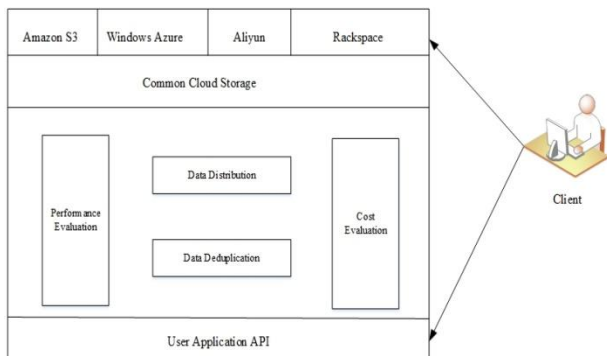 Amazon S3
Windows Azure
Aliyun
Rackspace
Common Cloud Storage
Performance
Evaluation
Data Distribution
Data Deduplication
Cost
Evaluation
User Application API
Client